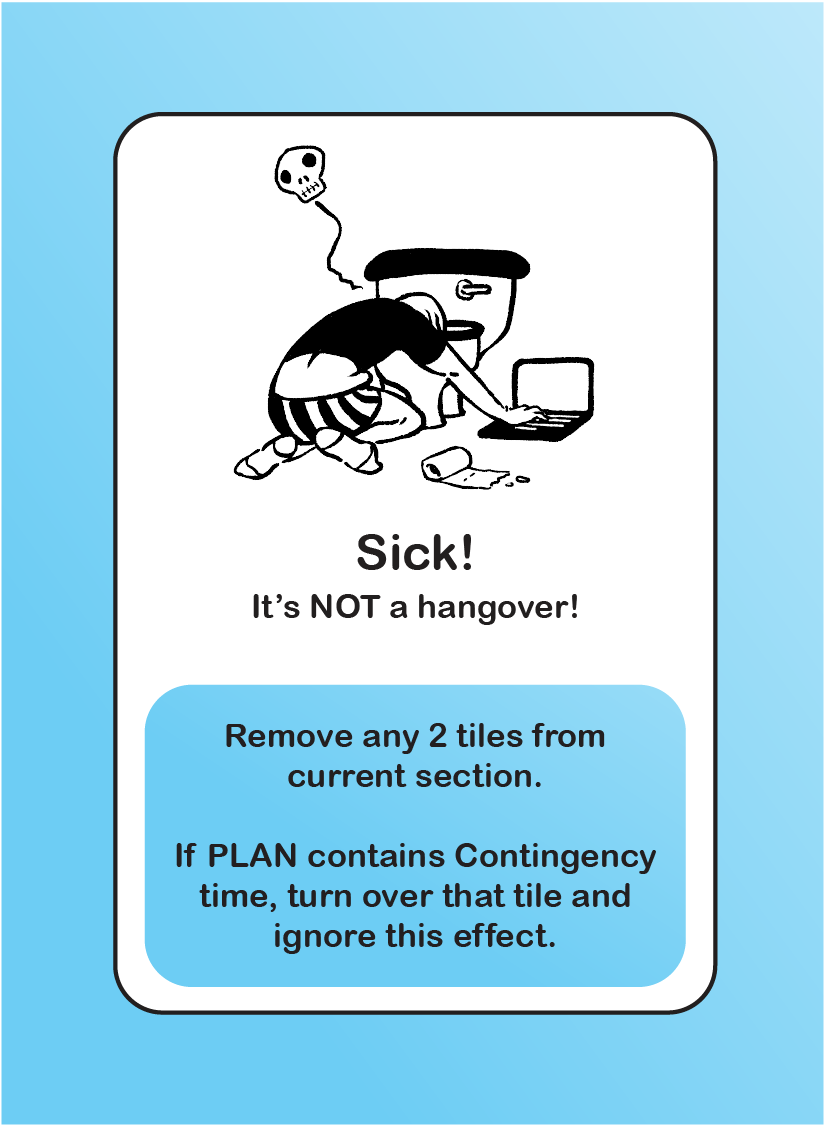 Sick!
It’s NOT a hangover!
Remove any 2 tiles from
current section.
If PLAN contains Contingency
time, turn over that tile and
ignore this effect.